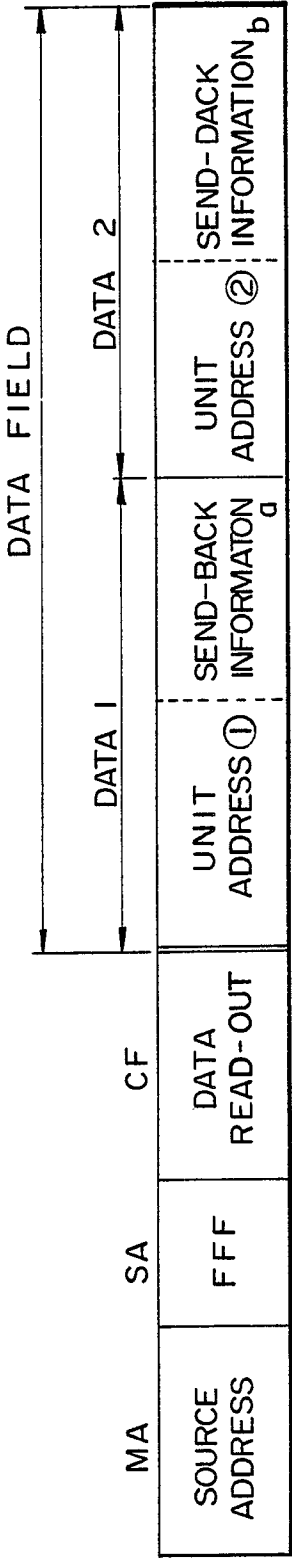 DATA FIELD
DATA 1
DATA 2
MA
SA
CF
SOURCE
ADDRESS
FFF
DATA
READ-OUT
UNIT
ADDRESS ①
SEND-BACK
INFORMATON
a
UNIT
ADDRESS ②
SEND-DACK
INFORMATION
b